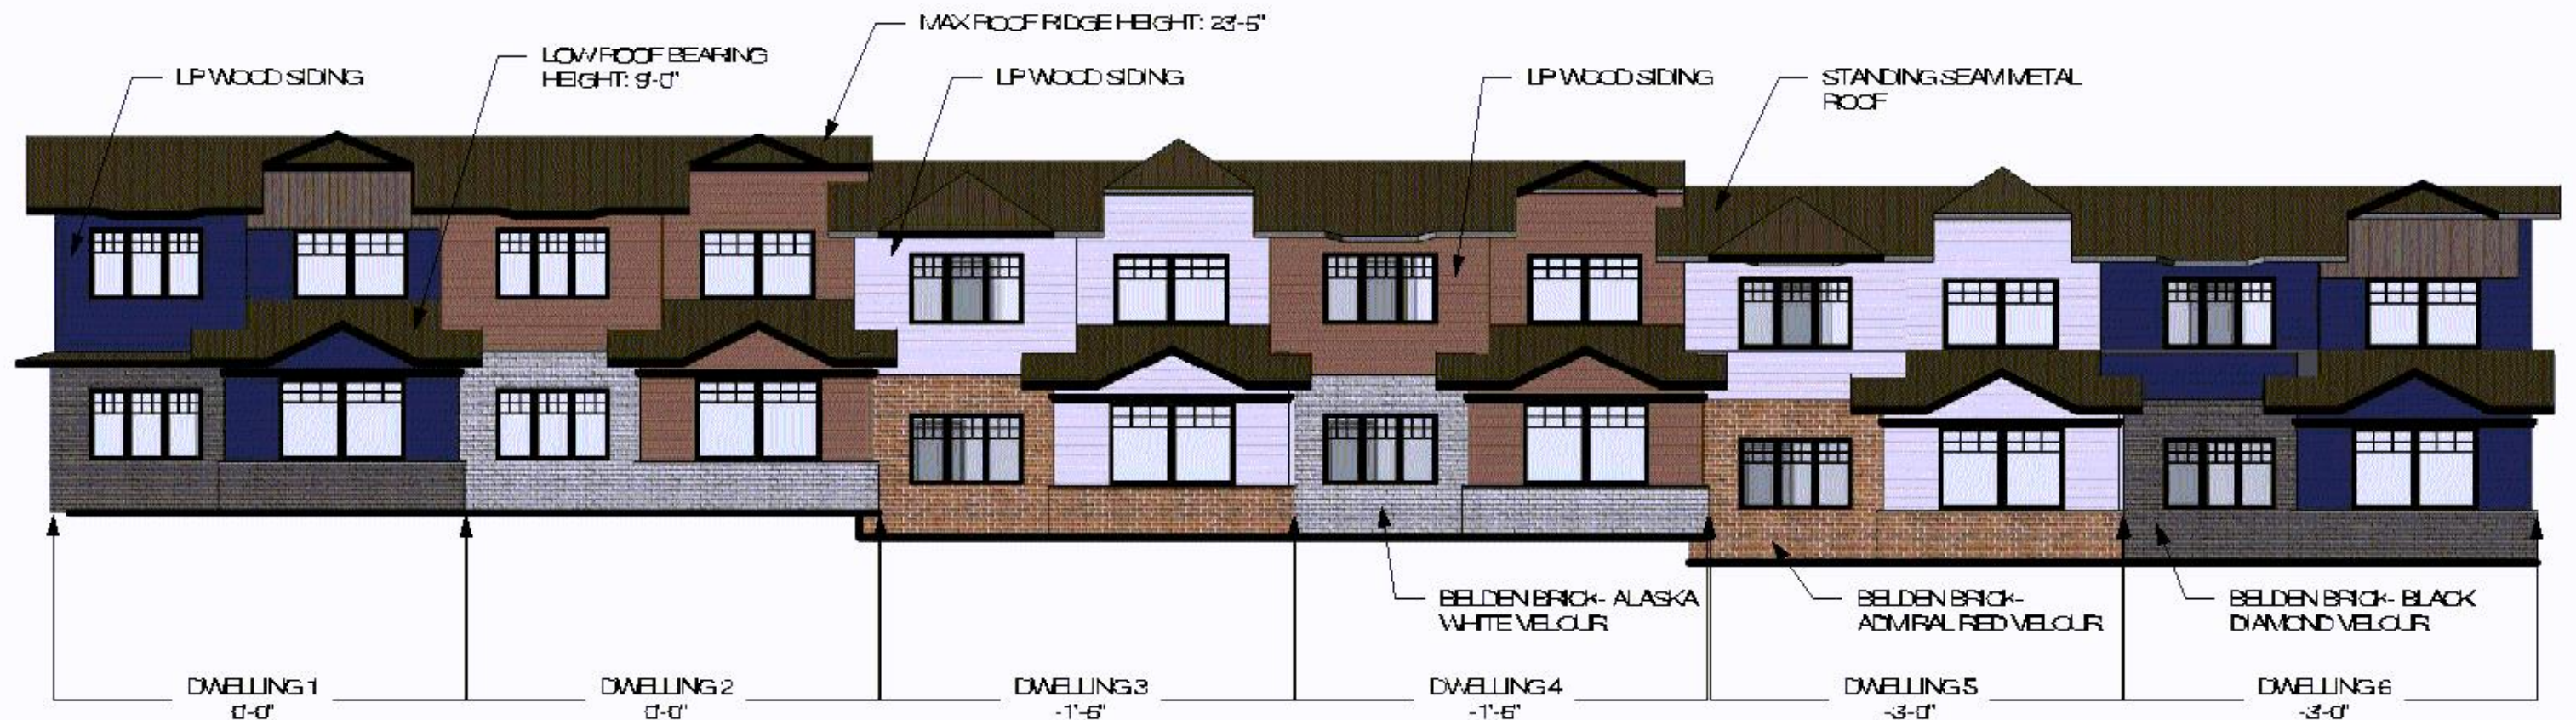 MAX ROOF RIDGE HEIGHT: 23'-5"
LOW ROOF BEARING
HEIGHT: 9'-0"
LP WOOD SIDING
LP WOOD SIDING
LP WOOD SIDING
STANDING SEAM METAL
ROOF
BELDEN BRICK - ALASKA
WHITE VELOUR
BELDEN BRICK -
ADMIRAL RED VELOUR
BELDEN BRICK - BLACK
DIAMOND VELOUR
DWELLING 1
0'-0"
DWELLING 2
0'-0"
DWELLING 3
-1'-6"
DWELLING 4
-1'-6"
DWELLING 5
-3'-0"
DWELLING 6
-3'-0"